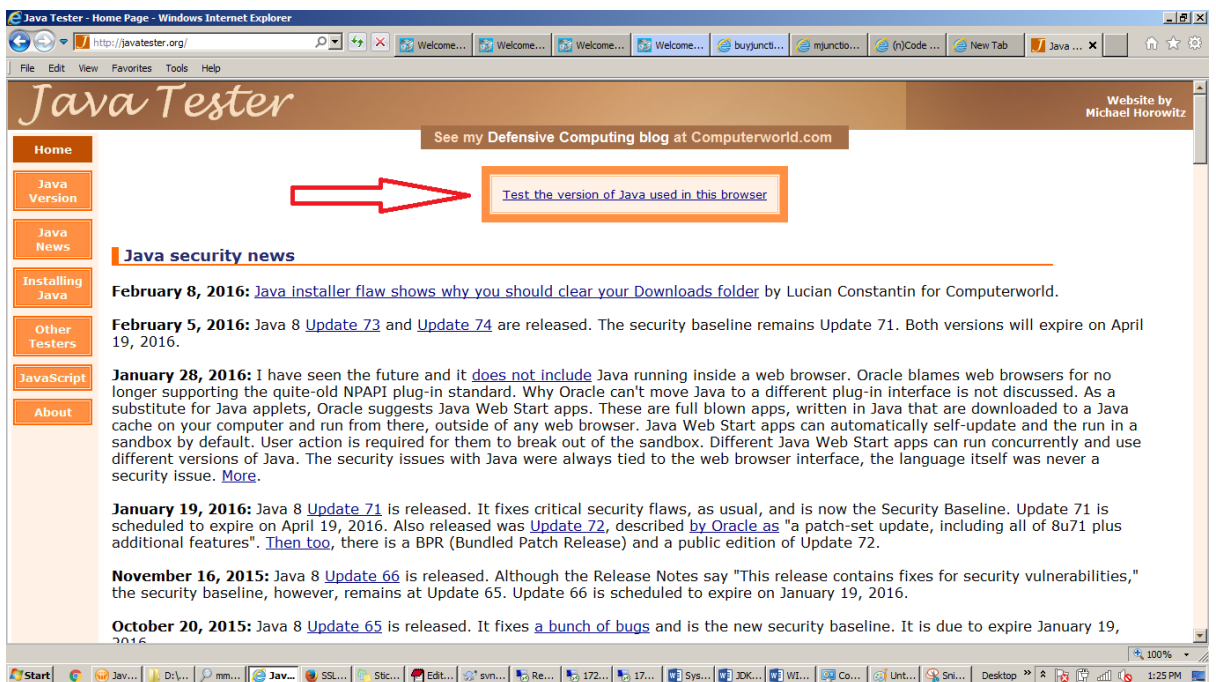 Java Tester - Home Page - Windows Internet Explorer
http://javatester.org/
Welcome... Welcome... Welcome... Welcome... buyjuncti... mjunctio... (n)Code ... New Tab Java ...
File Edit View Favorites Tools Help
Java Tester
Website by
Michael Horowitz
See my Defensive Computing blog at Computerworld.com
Home
Java
Version
Java
News
Installing
Java
Other
Testers
JavaScript
About
Test the version of Java used in this browser
Java security news
February 8, 2016: Java installer flaw shows why you should clear your Downloads folder by Lucian Constantin for Computerworld.
February 5, 2016: Java 8 Update 73 and Update 74 are released. The security baseline remains Update 71. Both versions will expire on April
19, 2016.
January 28, 2016: I have seen the future and it does not include Java running inside a web browser. Oracle blames web browsers for no
longer supporting the quite-old NPAPI plug-in standard. Why Oracle can't move Java to a different plug-in interface is not discussed. As a
substitute for Java applets, Oracle suggests Java Web Start apps. These are full blown apps, written in Java that are downloaded to a Java
cache on your computer and run from there, outside of any web browser. Java Web Start apps can automatically self-update and the run in a
sandbox by default. User action is required for them to break out of the sandbox. Different Java Web Start apps can run concurrently and use
different versions of Java. The security issues with Java were always tied to the web browser interface, the language itself was never a
security issue. More.
January 19, 2016: Java 8 Update 71 is released. It fixes critical security flaws, as usual, and is now the Security Baseline. Update 71 is
scheduled to expire on April 19, 2016. Also released was Update 72, described by Oracle as "a patch-set update, including all of 8u71 plus
additional features". Then too, there is a BPR (Bundled Patch Release) and a public edition of Update 72.
November 16, 2015: Java 8 Update 66 is released. Although the Release Notes say "This release contains fixes for security vulnerabilities,"
the security baseline, however, remains at Update 65. Update 66 is scheduled to expire on January 19, 2016.
October 20, 2015: Java 8 Update 65 is released. It fixes a bunch of bugs and is the new security baseline. It is due to expire January 19,
2016
100%
Start Jav... D:\... mm... Jav... SSL... Stic... Edit... svn... Re... 172... 17... Sys... JDK... WI... Co... Unt... Sni... Desktop » 1:25 PM